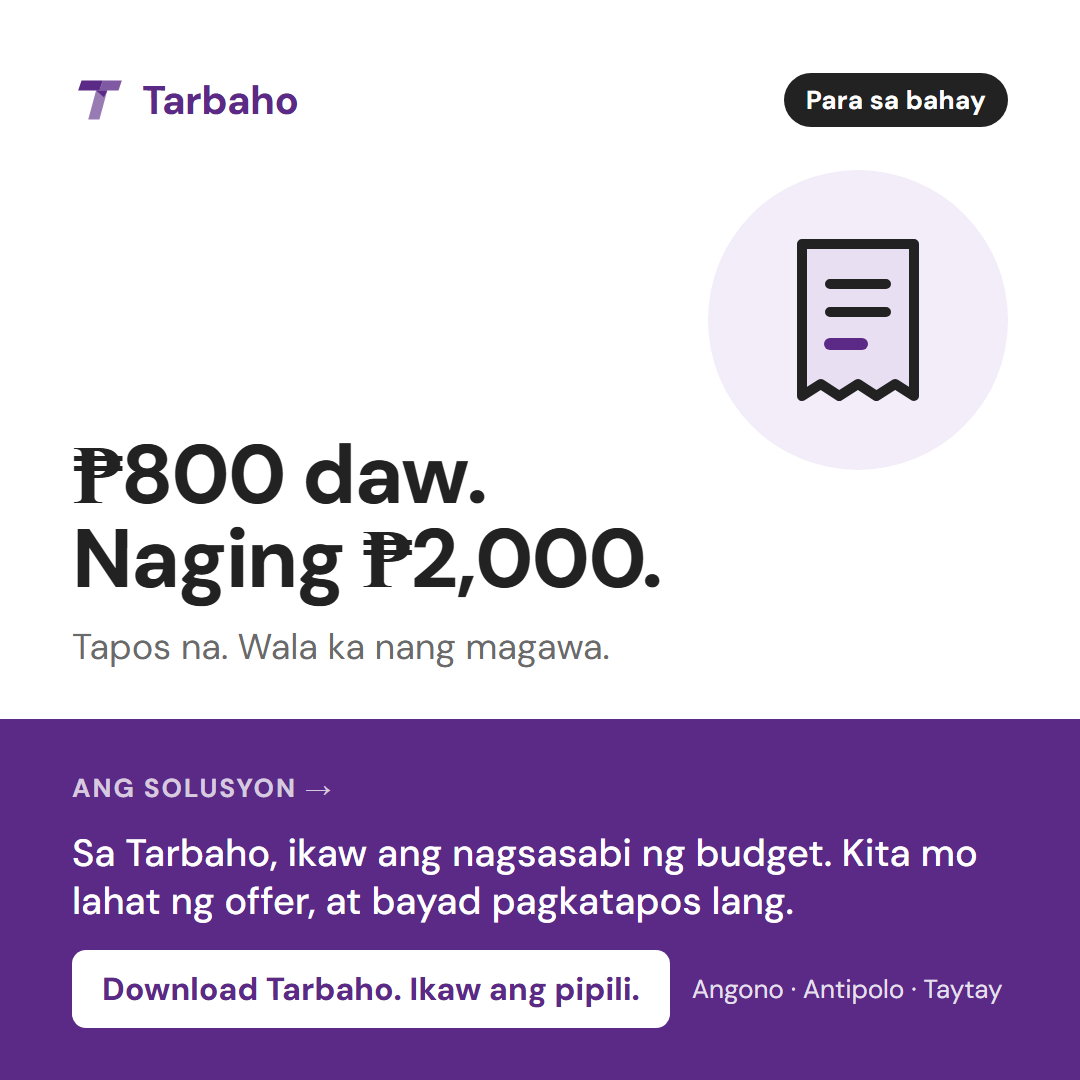 Tarbaho
Para sa bahay
₱800 daw.
Naging ₱2,000.
Tapos na. Wala ka nang magawa.
ANG SOLUSYON →
Sa Tarbaho, ikaw ang nagsasabi ng budget. Kita mo
lahat ng offer, at bayad pagkatapos lang.
Download Tarbaho. Ikaw ang pipili.
Angono · Antipolo · Taytay